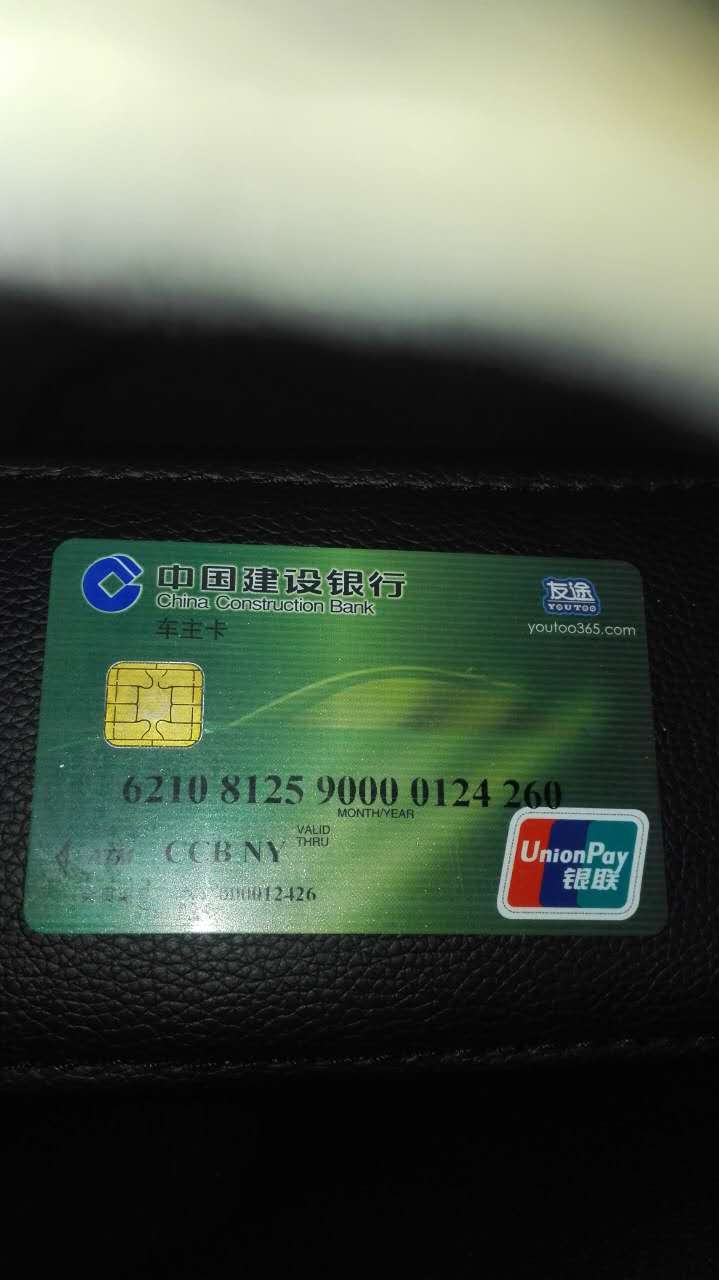 中国建设银行
China Construction Bank
车主卡
友途
YOUTOO
youtoo365.com
6210 8125 9000 0124 260
MONTH/YEAR
VALID
THRU
CCB NY
000012426
UnionPay
银联